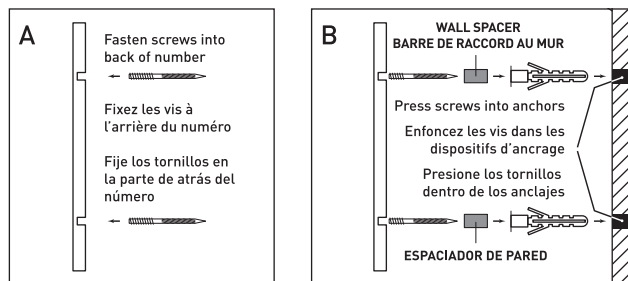 A
Fasten screws into
back of number
Fixez les vis à
l'arrière du numéro
Fije los tornillos en
la parte de atrás del
número
B
WALL SPACER
BARRE DE RACCORD AU MUR
Press screws into anchors
Enfoncez les vis dans les
dispositifs d'ancrage
Presione los tornillos
dentro de los anclajes
ESPACIADOR DE PARED